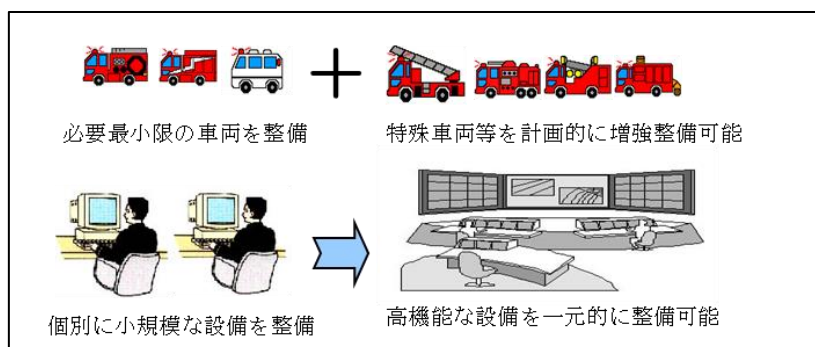 必要最小限の車両を整備
特殊車両等を計画的に増強整備可能
個別に小規模な設備を整備
高機能な設備を一元的に整備可能